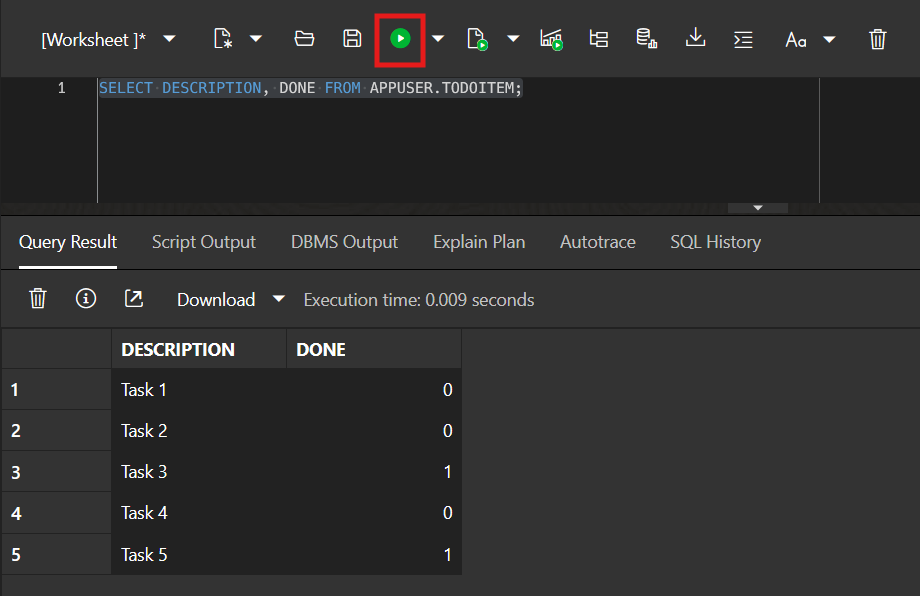 [Worksheet ]*
Aa
1 SELECT DESCRIPTION, DONE FROM APPUSER.TODOITEM;
Query Result Script Output DBMS Output Explain Plan Autotrace SQL History
Download Execution time: 0.009 seconds
DESCRIPTION DONE
1 Task 1 0
2 Task 2 0
3 Task 3 1
4 Task 4 0
5 Task 5 1